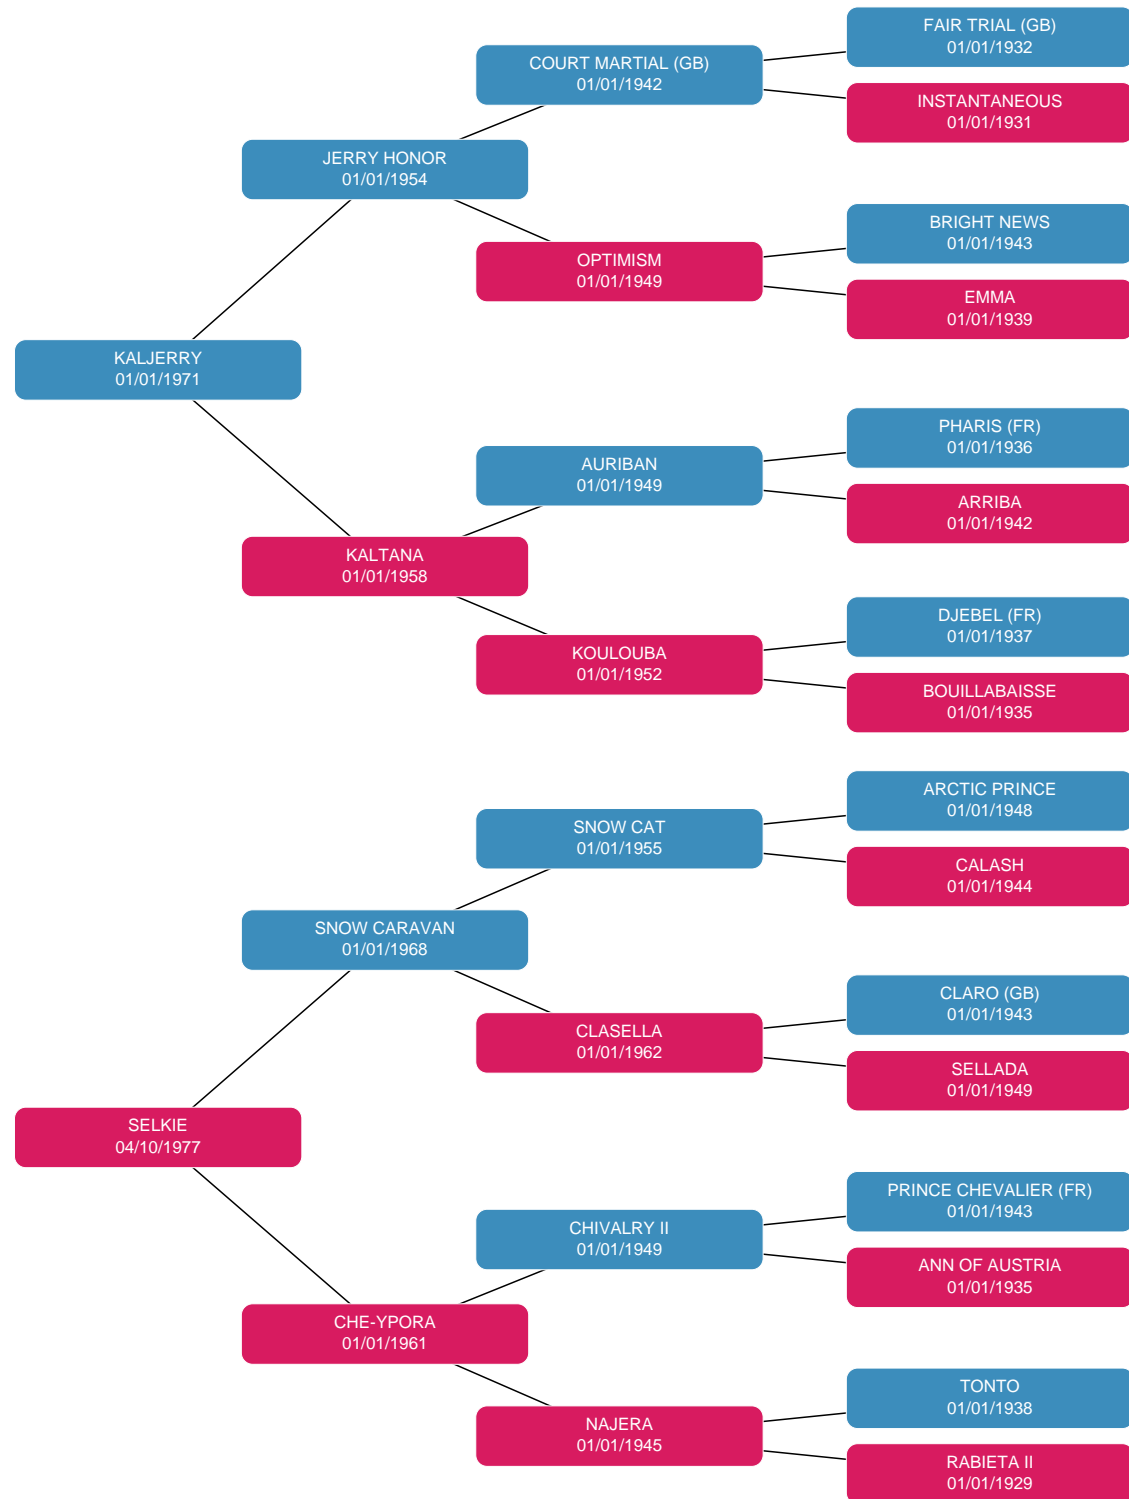 FAIR TRIAL (GB)
01/01/1932
COURT MARTIAL (GB)
01/01/1942
INSTANTANEOUS
01/01/1931
JERRY HONOR
01/01/1954
BRIGHT NEWS
01/01/1943
OPTIMISM
01/01/1949
EMMA
01/01/1939
KALJERRY
01/01/1971
PHARIS (FR)
01/01/1936
AURIBAN
01/01/1949
ARRIBA
01/01/1942
KALTANA
01/01/1958
DJEBEL (FR)
01/01/1937
KOULOUBA
01/01/1952
BOUILLABAISSE
01/01/1935
ARCTIC PRINCE
01/01/1948
SNOW CAT
01/01/1955
CALASH
01/01/1944
SNOW CARAVAN
01/01/1968
CLARO (GB)
01/01/1943
CLASELLA
01/01/1962
SELLADA
01/01/1949
SELKIE
04/10/1977
PRINCE CHEVALIER (FR)
01/01/1943
CHIVALRY II
01/01/1949
ANN OF AUSTRIA
01/01/1935
CHE-YPORA
01/01/1961
TONTO
01/01/1938
NAJERA
01/01/1945
RABIETA II
01/01/1929